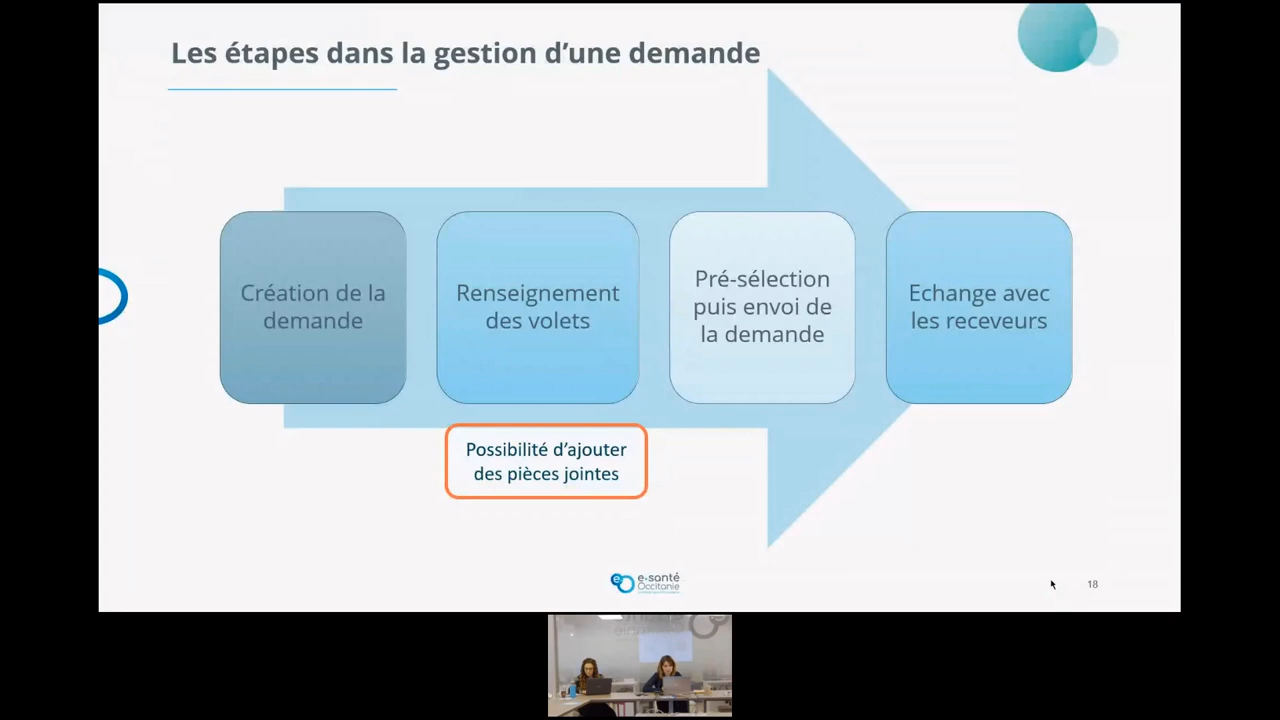 Les étapes dans la gestion d’une demande
Création de la
demande
Renseignement
des volets
Pré-sélection
puis envoi de
la demande
Echange avec
les receveurs
Possibilité d’ajouter
des pièces jointes
e-santé
Occitanie
18